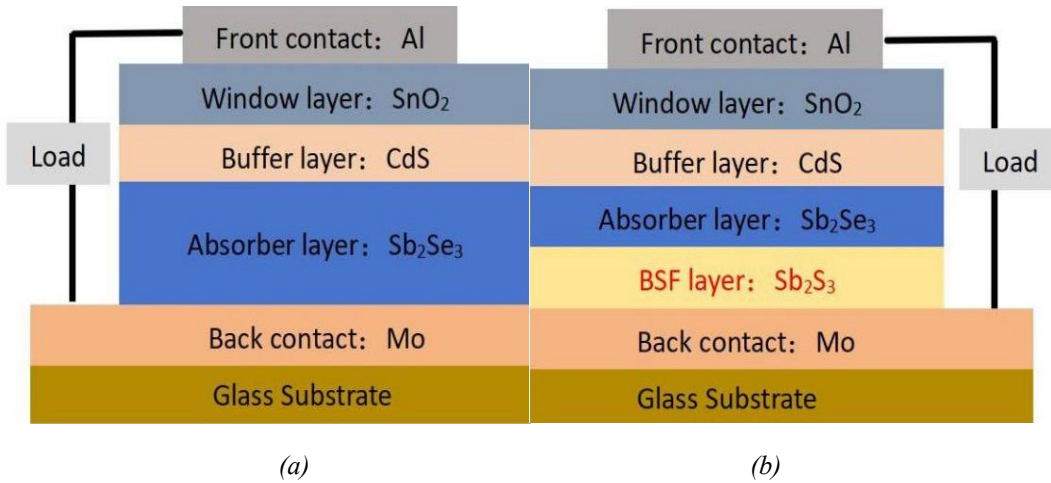 Front contact: Al
Window layer: SnO₂
Buffer layer: CdS
Absorber layer: Sb₂Se₃
Back contact: Mo
Glass Substrate
Load
(a)
Front contact: Al
Window layer: SnO₂
Buffer layer: CdS
Absorber layer: Sb₂Se₃
BSF layer: Sb₂S₃
Back contact: Mo
Glass Substrate
Load
(b)